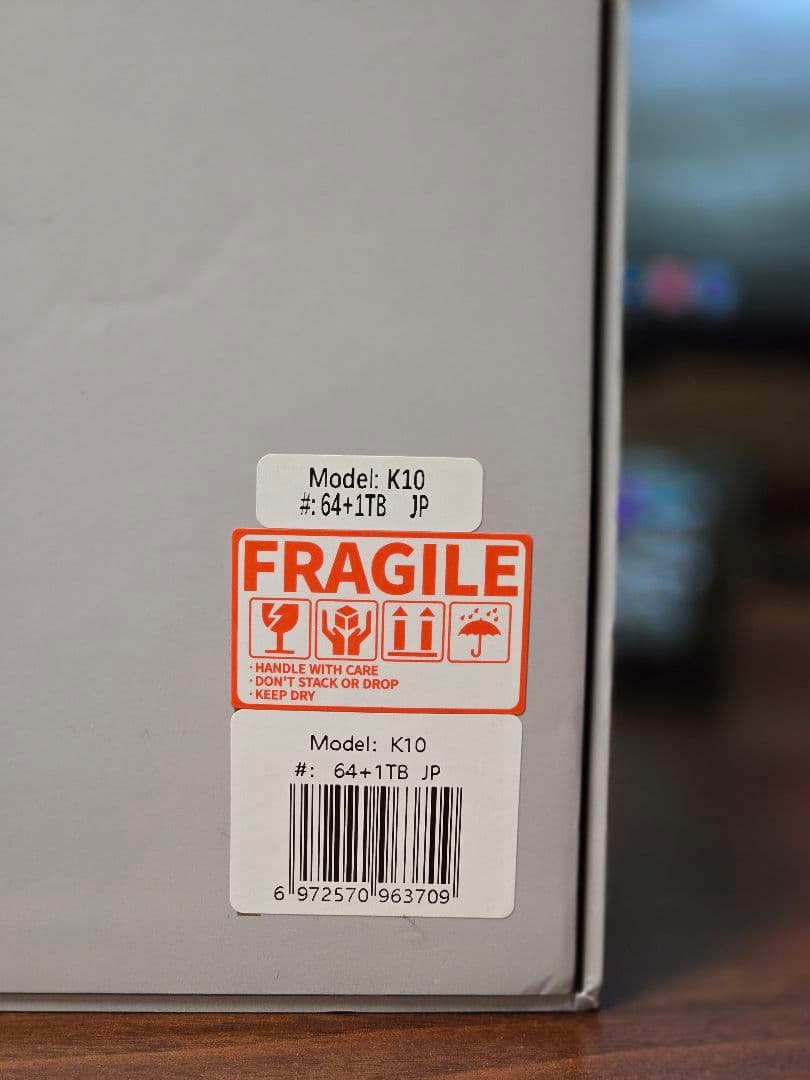 Model: K10
#: 64+1TB JP
FRAGILE
· HANDLE WITH CARE
· DON'T STACK OR DROP
· KEEP DRY
Model: K10
#: 64+1TB JP
6 972570 963709